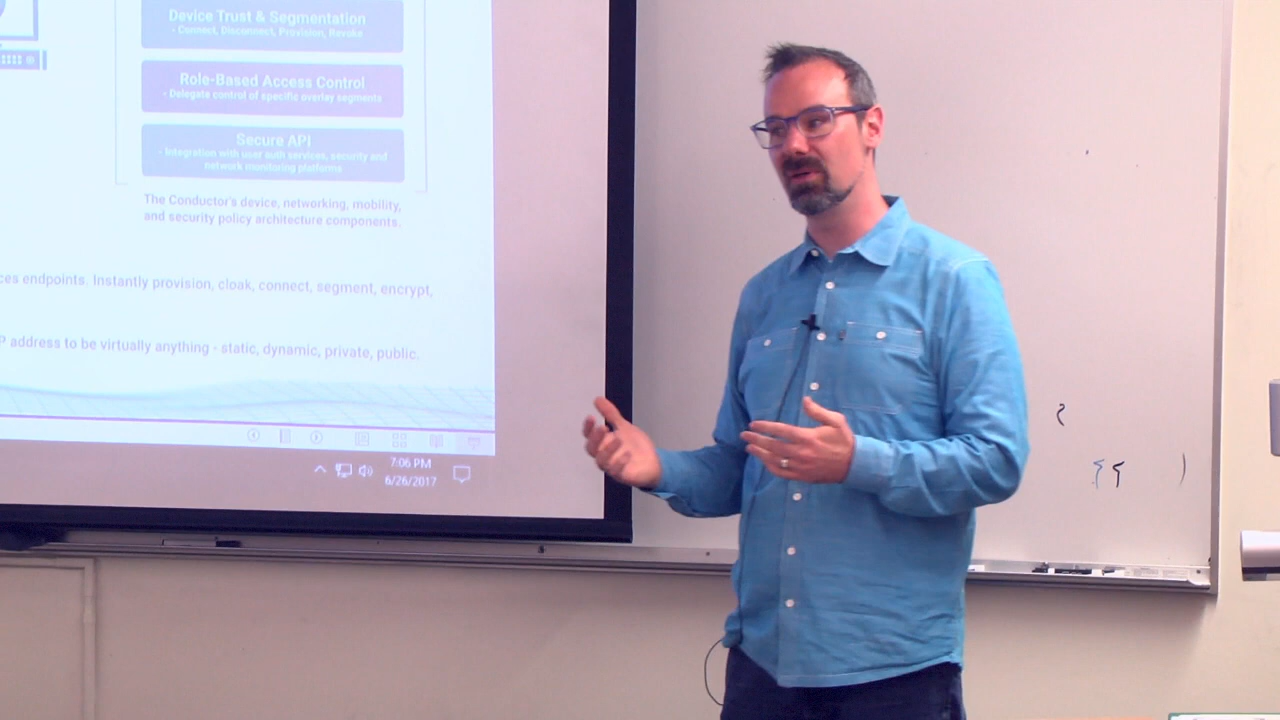 Device Trust & Segmentation
- Connect, Disconnect, Provision, Revoke
Role-Based Access Control
- Delegate control of specific overlay segments
Secure API
- Integration with user auth services, security and
network monitoring platforms
The Conductor's device, networking, mobility,
and security policy architecture components.
endpoints. Instantly provision, cloak, connect, segment, encrypt,
P address to be virtually anything - static, dynamic, private, public.
7:06 PM
6/26/2017